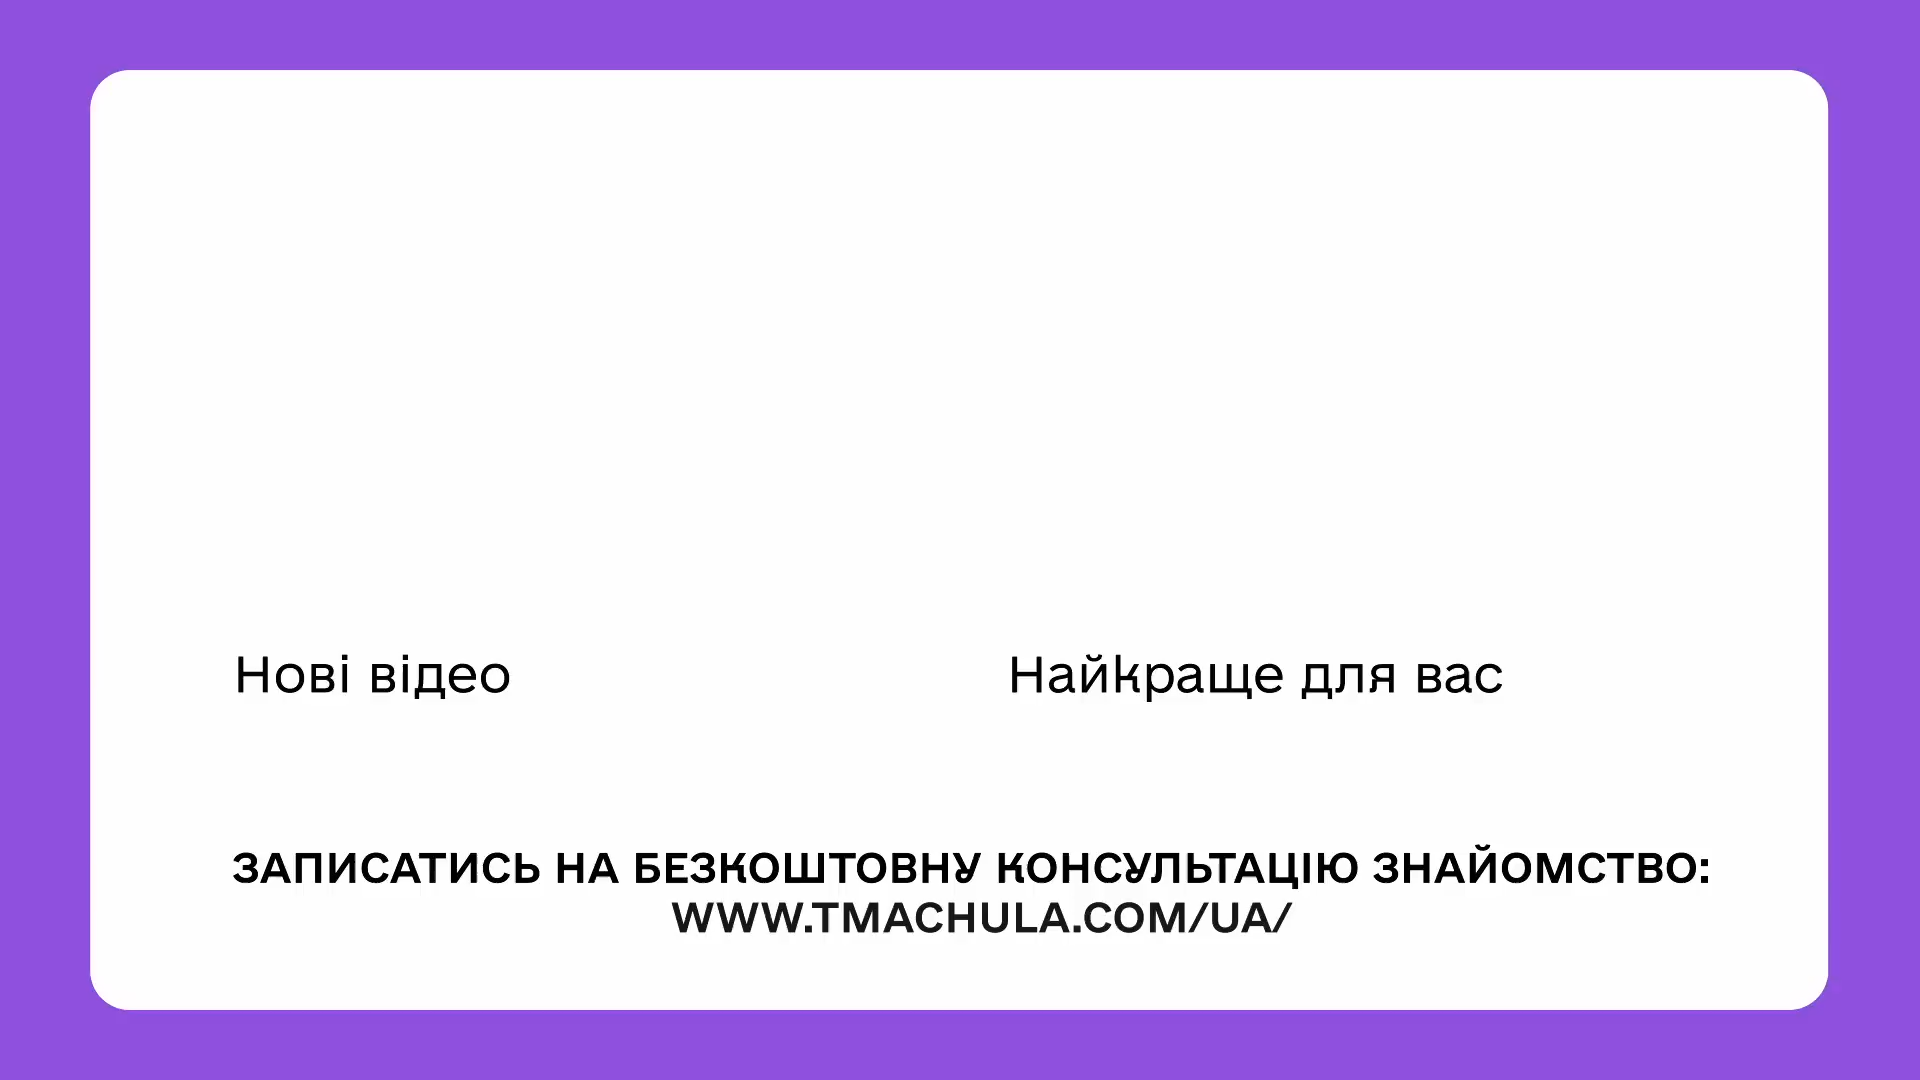 Нові відео
Найкраще для вас
ЗАПИСАТИСЬ НА БЕЗКОШТОВНУ КОНСУЛЬТАЦІЮ ЗНАЙОМСТВО:
WWW.TMACHULA.COM/UA/